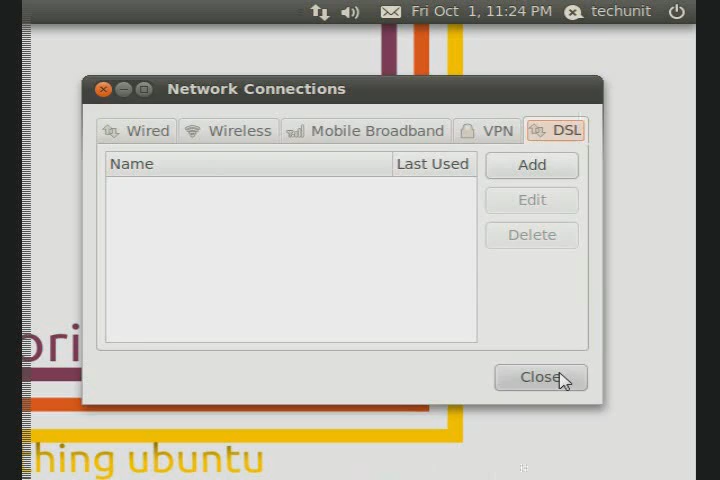 Fri Oct 1, 11:24 PM techunit
Network Connections
Wired Wireless Mobile Broadband VPN DSL
Name Last Used
Add
Edit
Delete
Close
ori
hing ubuntu